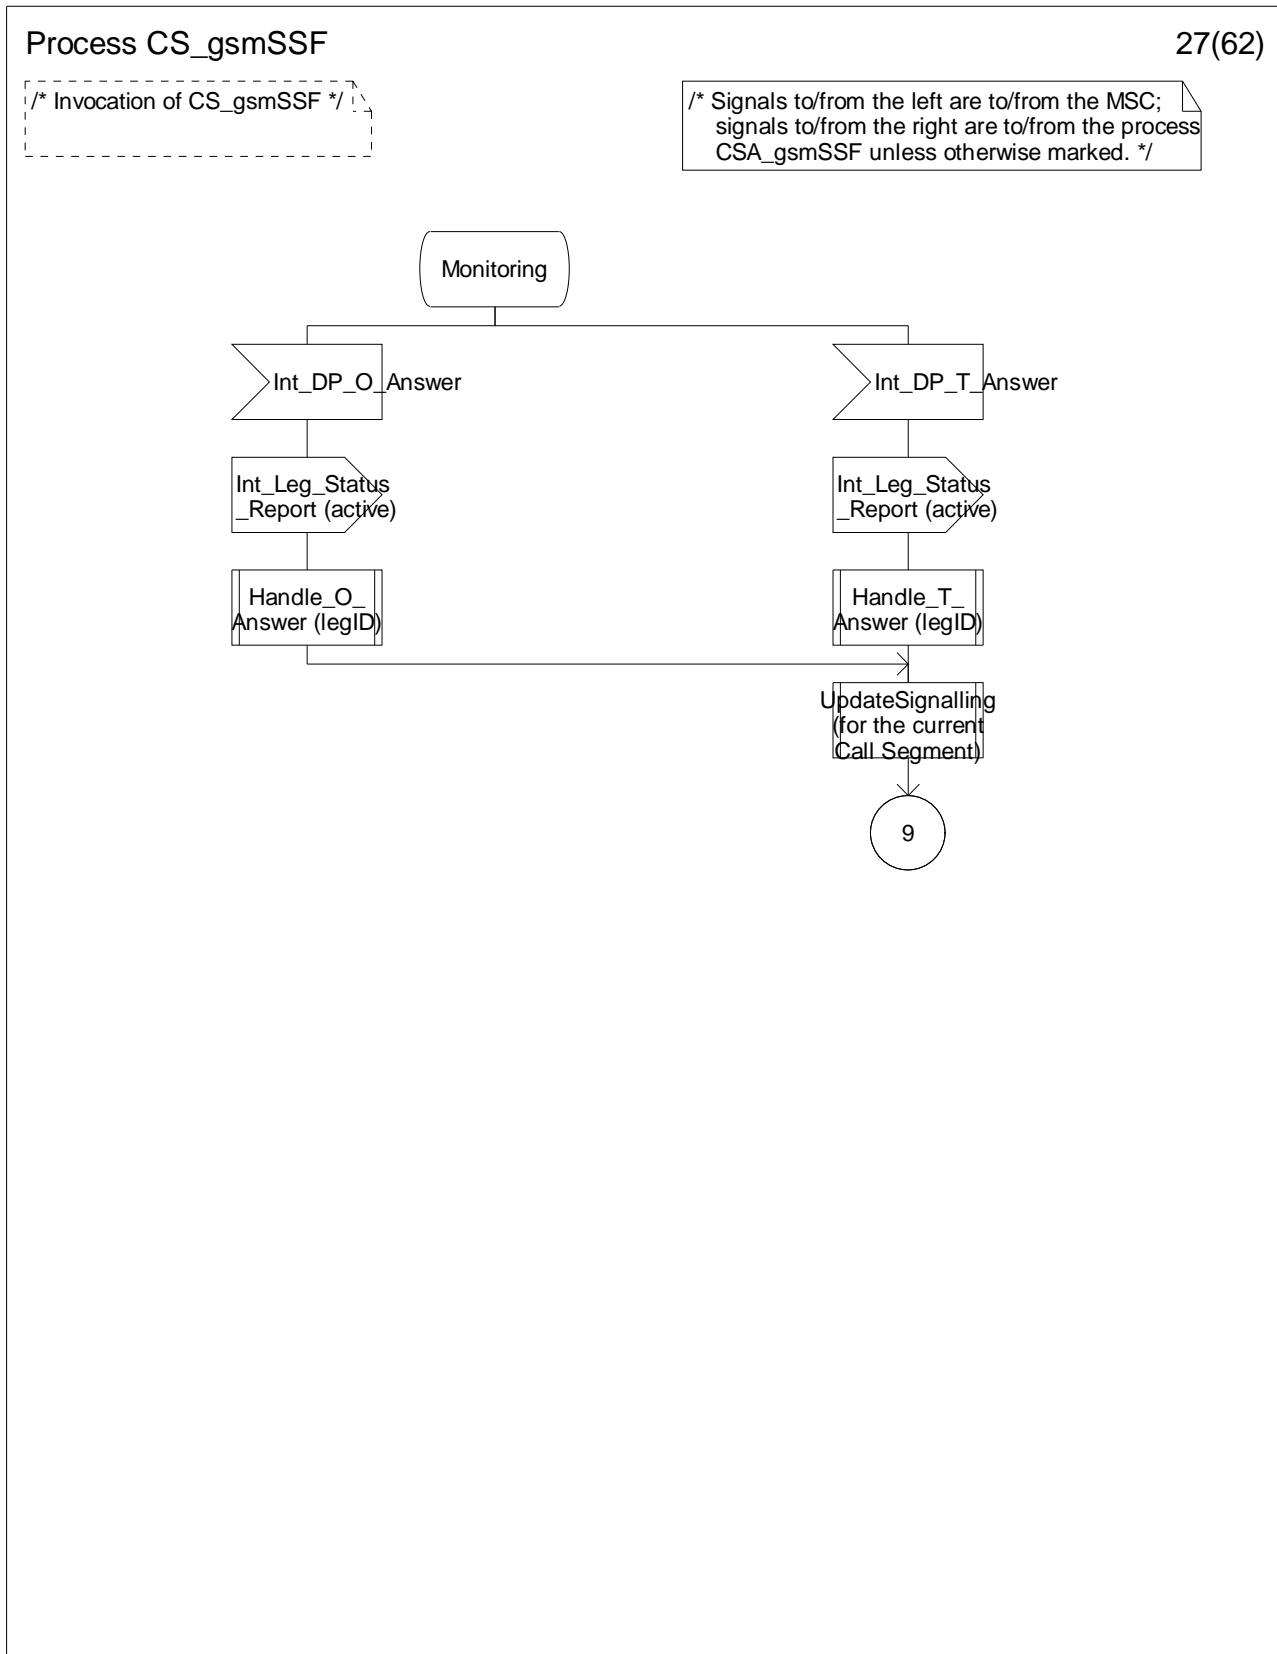 Process CS_gsmSSF
27(62)
/* Invocation of CS_gsmSSF */
/* Signals to/from the left are to/from the MSC;
signals to/from the right are to/from the process
CSA_gsmSSF unless otherwise marked. */
Monitoring
Int_DP_O_Answer
Int_DP_T_Answer
Int_Leg_Status
_Report (active)
Int_Leg_Status
_Report (active)
Handle_O_
Answer (legID)
Handle_T_
Answer (legID)
UpdateSignalling
(for the current
Call Segment)
9